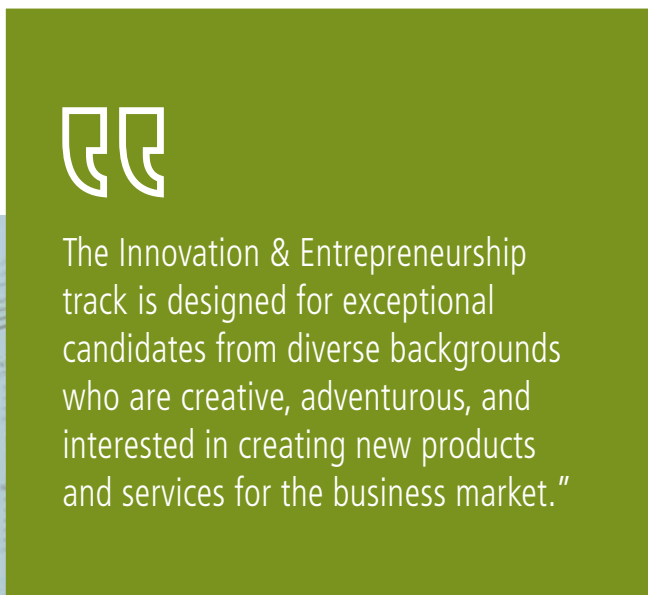 The Innovation & Entrepreneurship
track is designed for exceptional
candidates from diverse backgrounds
who are creative, adventurous, and
interested in creating new products
and services for the business market.”